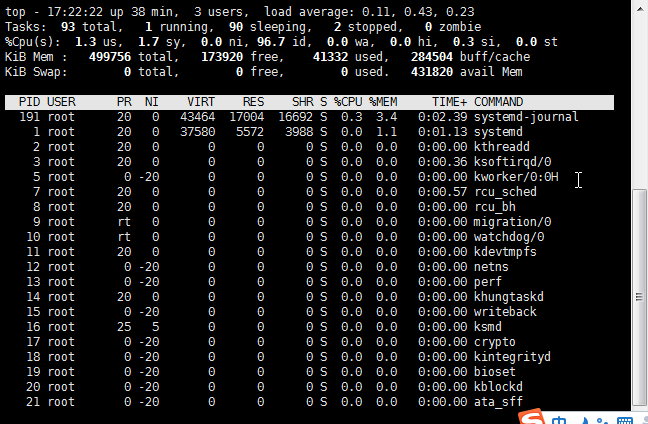 top - 17:22:22 up 38 min,  3 users,  load average: 0.11, 0.43, 0.23
Tasks:  93 total,   1 running,  90 sleeping,   2 stopped,   0 zombie
%Cpu(s):  1.3 us,  1.7 sy,  0.0 ni, 96.7 id,  0.0 wa,  0.0 hi,  0.3 si,  0.0 st
KiB Mem :   499756 total,   173920 free,    41332 used,   284504 buff/cache
KiB Swap:        0 total,        0 free,        0 used.   431820 avail Mem
  PID USER      PR  NI    VIRT    RES    SHR S %CPU %MEM     TIME+ COMMAND
  191 root      20   0   43464  17004  16692 S  0.3  3.4   0:02.39 systemd-journal
    1 root      20   0   37580   5572   3988 S  0.0  1.1   0:01.13 systemd
    2 root      20   0       0      0      0 S  0.0  0.0   0:00.00 kthreadd
    3 root      20   0       0      0      0 S  0.0  0.0   0:00.36 ksoftirqd/0
    5 root       0 -20       0      0      0 S  0.0  0.0   0:00.00 kworker/0:0H
    7 root      20   0       0      0      0 S  0.0  0.0   0:00.57 rcu_sched
    8 root      20   0       0      0      0 S  0.0  0.0   0:00.00 rcu_bh
    9 root      rt   0       0      0      0 S  0.0  0.0   0:00.00 migration/0
   10 root      rt   0       0      0      0 S  0.0  0.0   0:00.00 watchdog/0
   11 root      20   0       0      0      0 S  0.0  0.0   0:00.00 kdevtmpfs
   12 root       0 -20       0      0      0 S  0.0  0.0   0:00.00 netns
   13 root       0 -20       0      0      0 S  0.0  0.0   0:00.00 perf
   14 root      20   0       0      0      0 S  0.0  0.0   0:00.00 khungtaskd
   15 root       0 -20       0      0      0 S  0.0  0.0   0:00.00 writeback
   16 root      25   5       0      0      0 S  0.0  0.0   0:00.00 ksmd
   17 root       0 -20       0      0      0 S  0.0  0.0   0:00.00 crypto
   18 root       0 -20       0      0      0 S  0.0  0.0   0:00.00 kintegrityd
   19 root       0 -20       0      0      0 S  0.0  0.0   0:00.00 bioset
   20 root       0 -20       0      0      0 S  0.0  0.0   0:00.00 kblockd
   21 root       0 -20       0      0      0 S  0.0  0.0   0:00.00 ata_sff
S 中